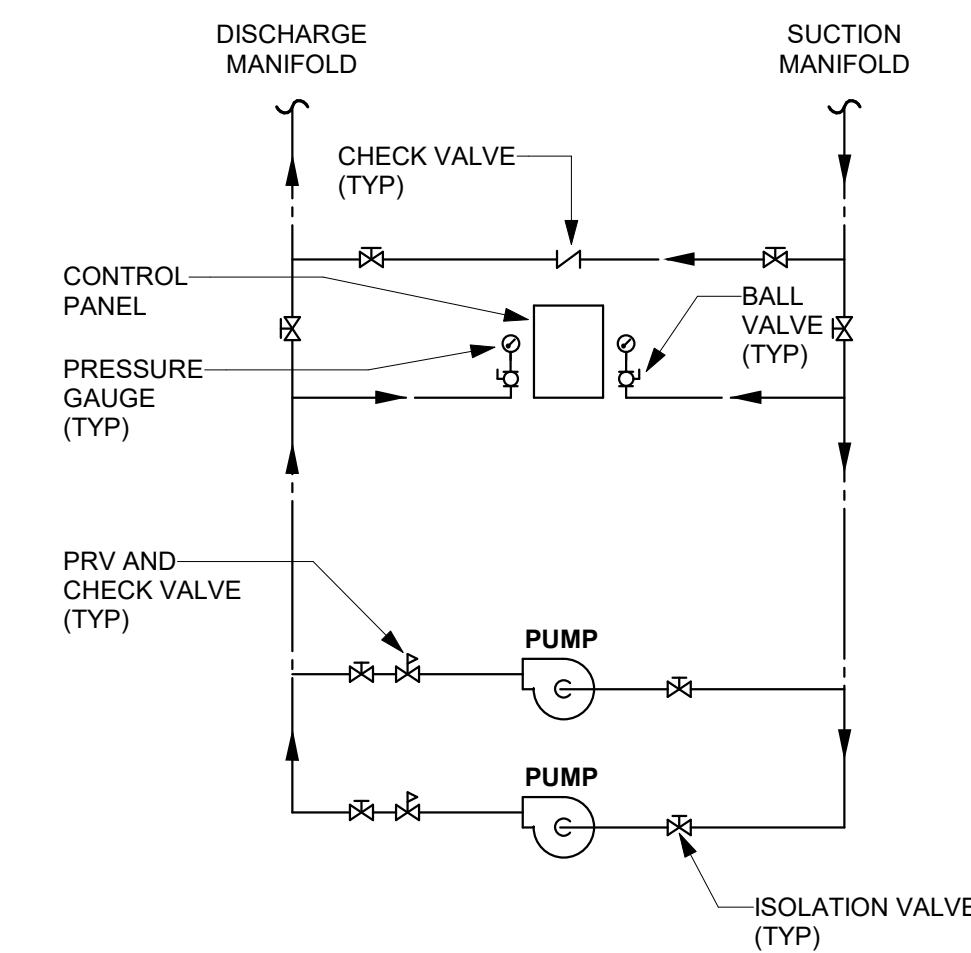 DISCHARGE
MANIFOLD
SUCTION
MANIFOLD
CHECK VALVE
(TYP)
CONTROL
PANEL
BALL
VALVE
(TYP)
PRESSURE
GAUGE
(TYP)
PRV AND
CHECK VALVE
(TYP)
PUMP
PUMP
ISOLATION VALVE
(TYP)